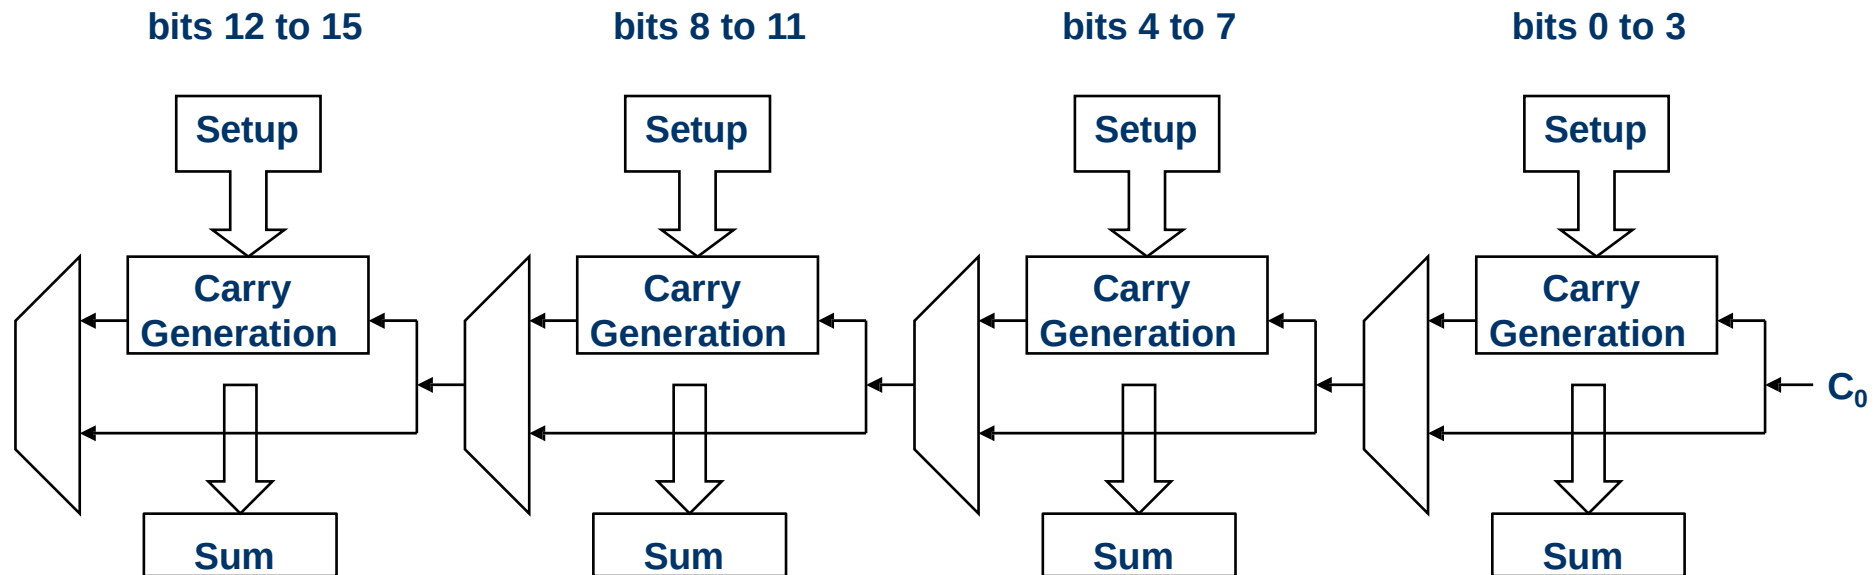 bits 12 to 15
bits 8 to 11
bits 4 to 7
bits 0 to 3
Setup
Setup
Setup
Setup
Carry
Generation
Carry
Generation
Carry
Generation
Carry
Generation
C₀
Sum
Sum
Sum
Sum